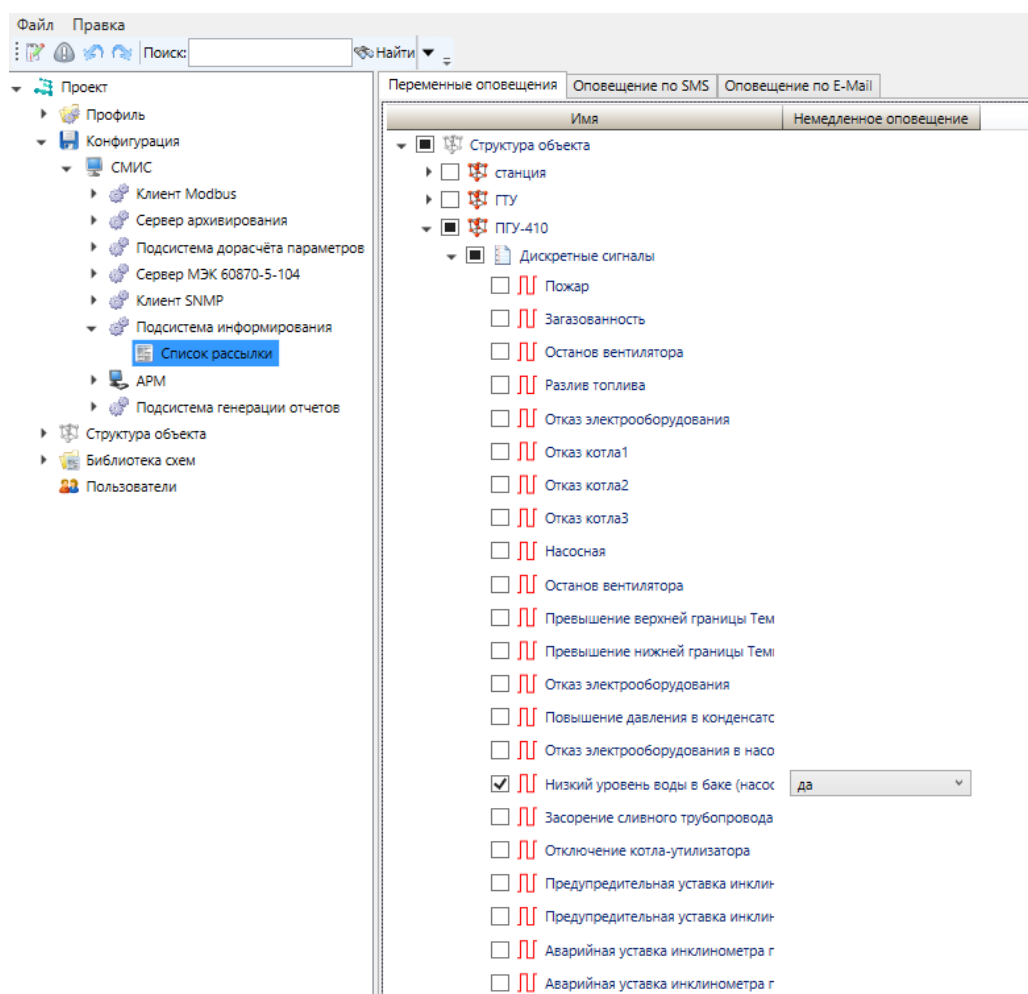 Файл Правка
Поиск: Найти
Проект
Профиль
Конфигурация
СМИС
Клиент Modbus
Сервер архивирования
Подсистема дорасчёта параметров
Сервер МЭК 60870-5-104
Клиент SNMP
Подсистема информирования
Список рассылки
АРМ
Подсистема генерации отчетов
Структура объекта
Библиотека схем
Пользователи
Переменные оповещения Оповещение по SMS Оповещение по E-Mail
Имя Немедленное оповещение
Структура объекта
станция
ГТУ
ПГУ-410
Дискретные сигналы
Пожар
Загазованность
Останов вентилятора
Разлив топлива
Отказ электрооборудования
Отказ котла1
Отказ котла2
Отказ котла3
Насосная
Останов вентилятора
Превышение верхней границы Тем
Превышение нижней границы Тем
Отказ электрооборудования
Повышение давления в конденсато
Отказ электрооборудования в насо
Низкий уровень воды в баке (насос да
Засорение сливного трубопровода
Отключение котла-утилизатора
Предупредительная уставка инклин
Предупредительная уставка инклин
Аварийная уставка инклинометра г
Аварийная уставка инклинометра г